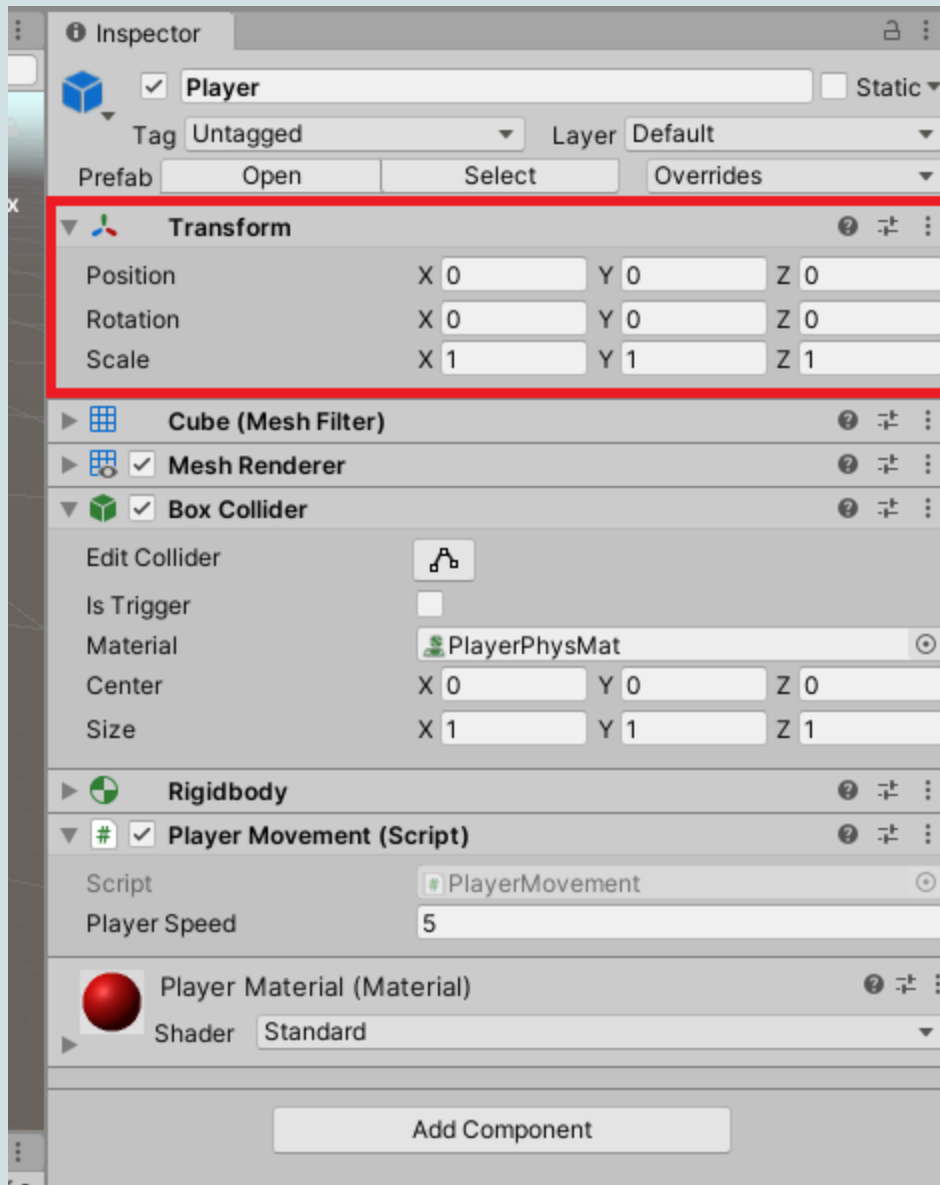 Inspector
Player Static
Tag Untagged Layer Default
Prefab Open Select Overrides
x
Transform
Position X 0 Y 0 Z 0
Rotation X 0 Y 0 Z 0
Scale X 1 Y 1 Z 1
Cube (Mesh Filter)
Mesh Renderer
Box Collider
Edit Collider
Is Trigger
Material PlayerPhysMat
Center X 0 Y 0 Z 0
Size X 1 Y 1 Z 1
Rigidbody
# Player Movement (Script)
Script # PlayerMovement
Player Speed 5
Player Material (Material)
Shader Standard
Add Component